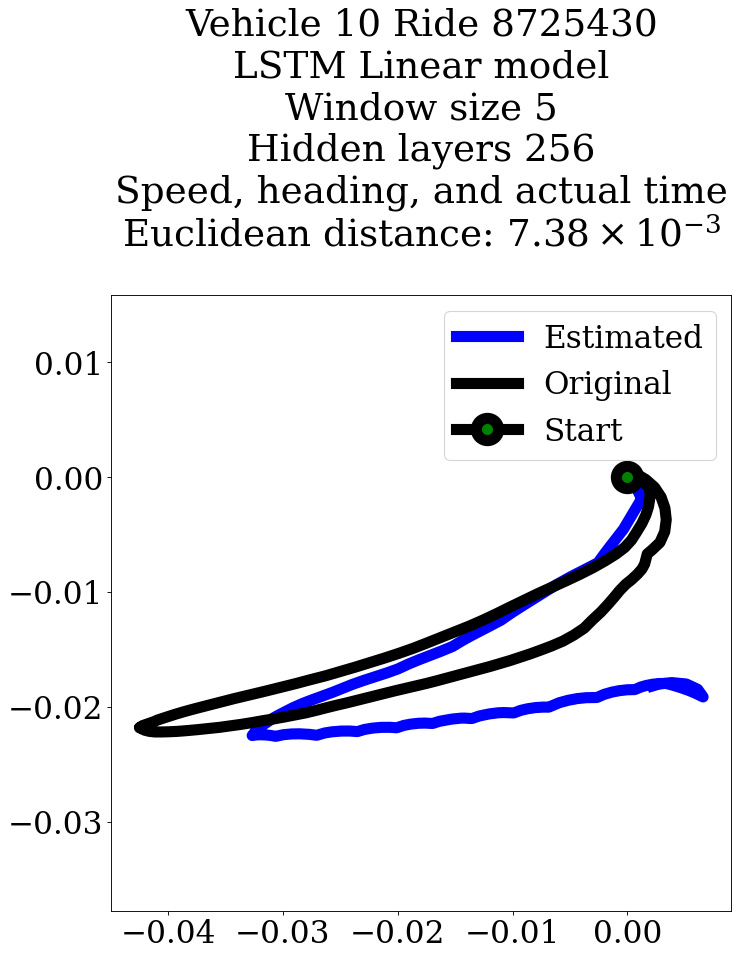 Vehicle 10 Ride 8725430
LSTM Linear model
Window size 5
Hidden layers 256
Speed, heading, and actual time
Euclidean distance: 7.38 × 10⁻³
Estimated
Original
Start
0.01
0.00
−0.01
−0.02
−0.03
−0.04 −0.03 −0.02 −0.01 0.00